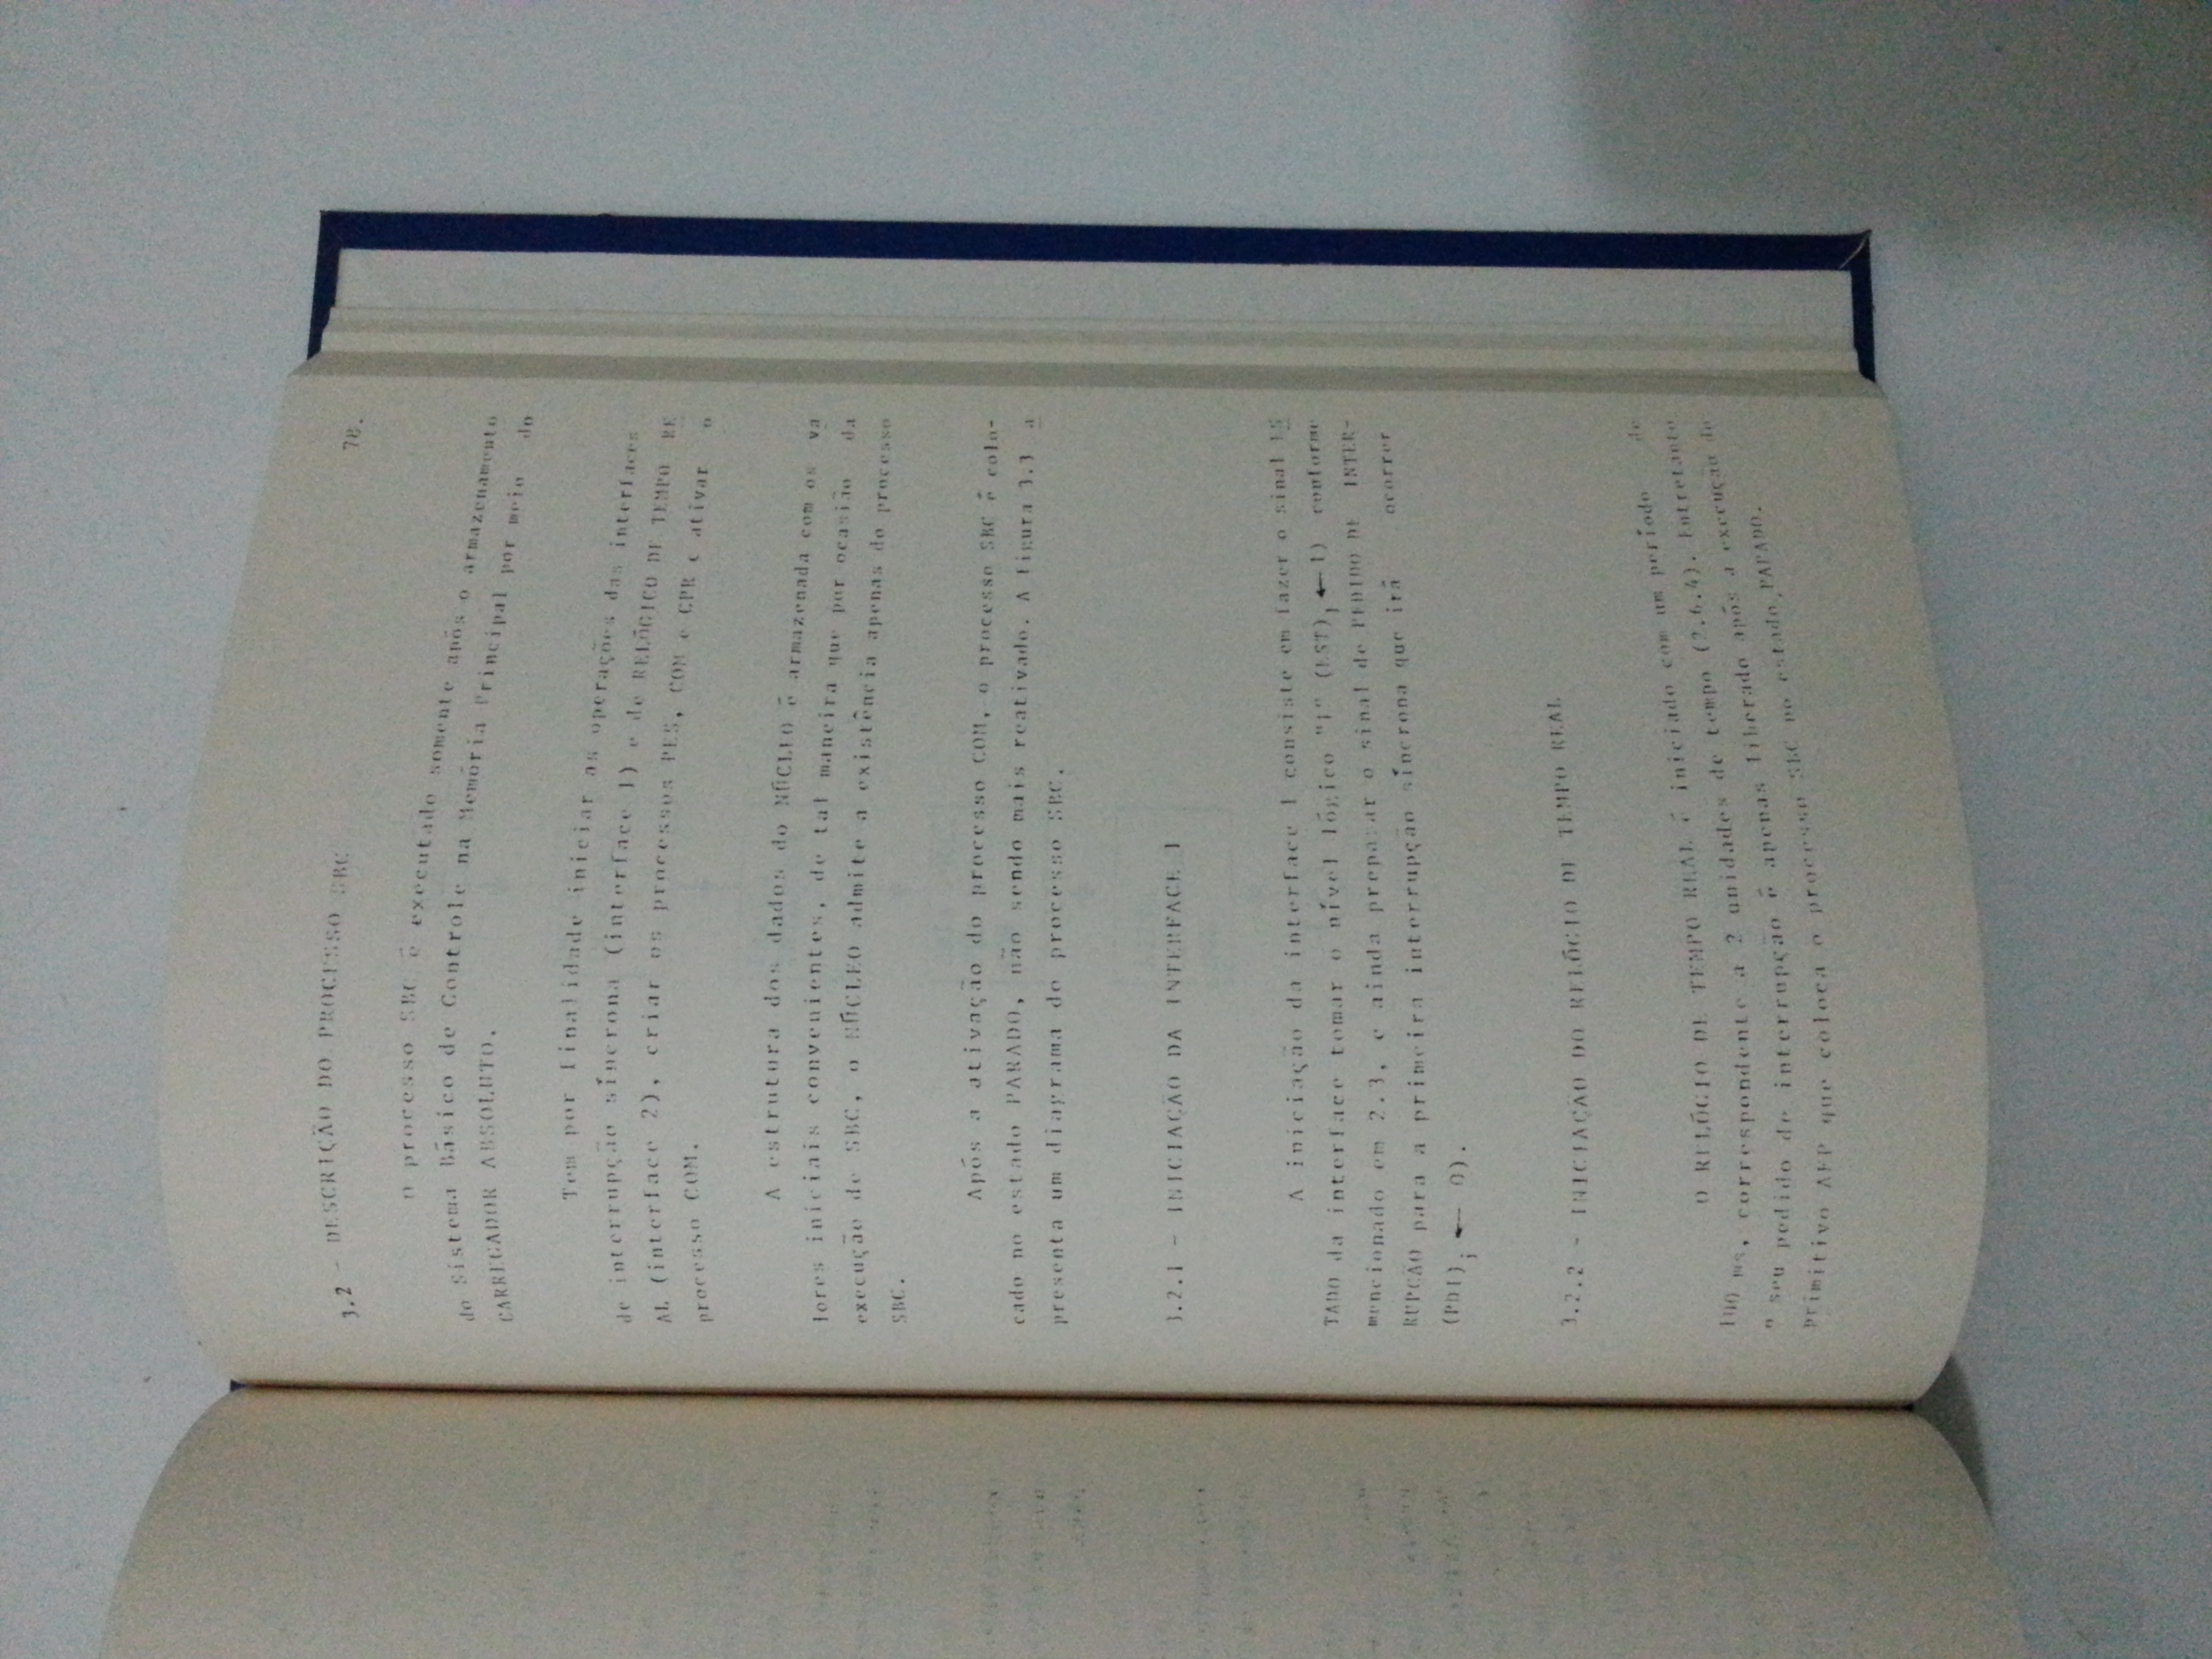 78.
3.2 - DESCRIÇÃO DO PROCESSO SBC
O processo SBC é executado somente após o armazenamento
do Sistema Básico de Controle na Memória Principal por meio do
CARREGADOR ABSOLUTO.
Tem por finalidade iniciar as operações das interfaces
de interrupção síncrona (interface 1) e de RELÓGICO DE TEMPO RE
AL (interface 2), criar os processos PES, COM e GPR e ativar o
processo COM.
A estrutura dos dados do NÚCLEO é armazenada com os va
lores iniciais convenientes, de tal maneira que por ocasião da
execução de SBC, o NÚCLEO admite a existência apenas do processo
SBC.
Após a ativação do processo COM, o processo SBC é colo-
cado no estado PARADO, não sendo mais reativado. A figura 3.3 a
presenta um diagrama do processo SBC.
3.2.1 - INICIAÇÃO DA INTERFACE 1
A iniciação da interface 1 consiste em fazer o sinal ES
TADO da interface tomar o nível lógico "1" (EST)₁ ← 1) conforme
mencionado em 2.3, e ainda preparar o sinal de PEDIDO DE INTER-
RUPCÃO para a primeira interrupção síncrona que irá ocorrer
(PDI)₁ ← 0).
3.2.2 - INICIAÇÃO DO RELÓGIO DE TEMPO REAL
O RELÓGIO DE TEMPO REAL é iniciado com um período de
100 ms, correspondente a 2 unidades de tempo (2.6.4). Entretanto
o seu pedido de interrupção é apenas liberado após a execução do
primitivo AEP que coloca o processo SBC no estado PARADO.